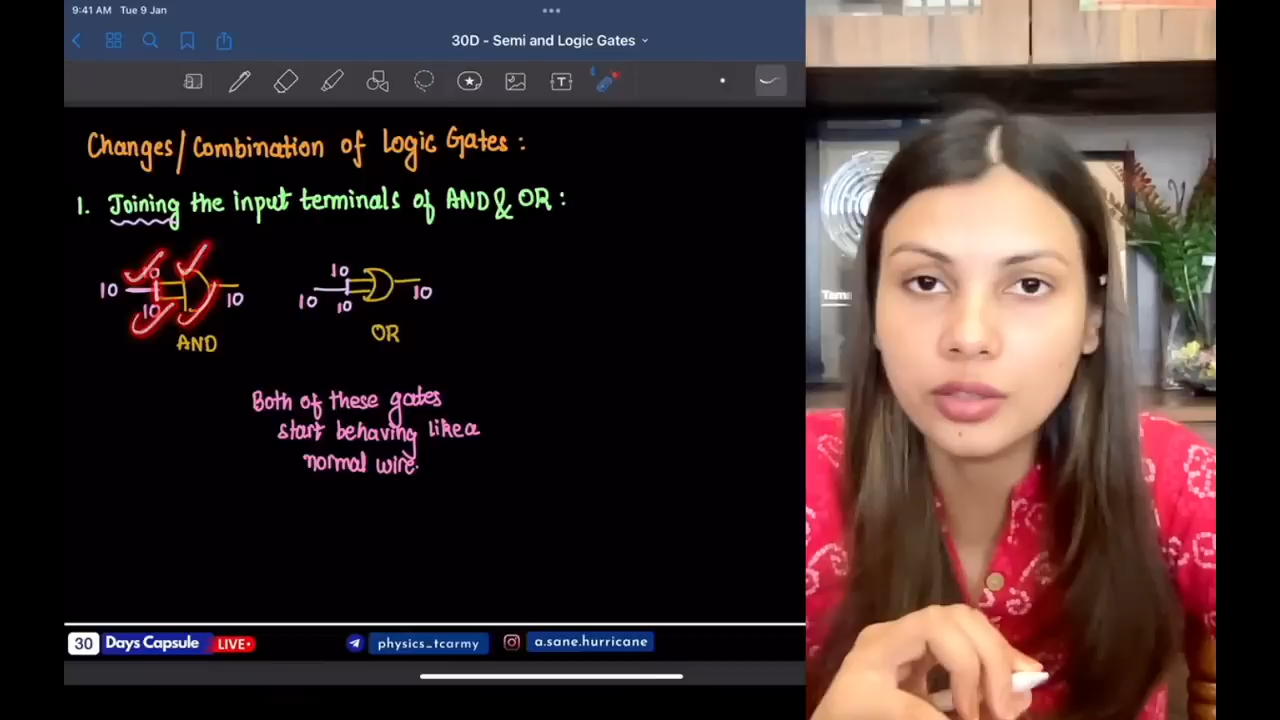 9:41 AM Tue 9 Jan
30D - Semi and Logic Gates
T
Changes/Combination of Logic Gates:
1. Joining the input terminals of AND & OR:
10 10 10 10
AND
10 10 10 10
OR
Both of these gates
start behaving like a
normal wire.
30 Days Capsule LIVE physics_tcarmy a.sane.hurricane